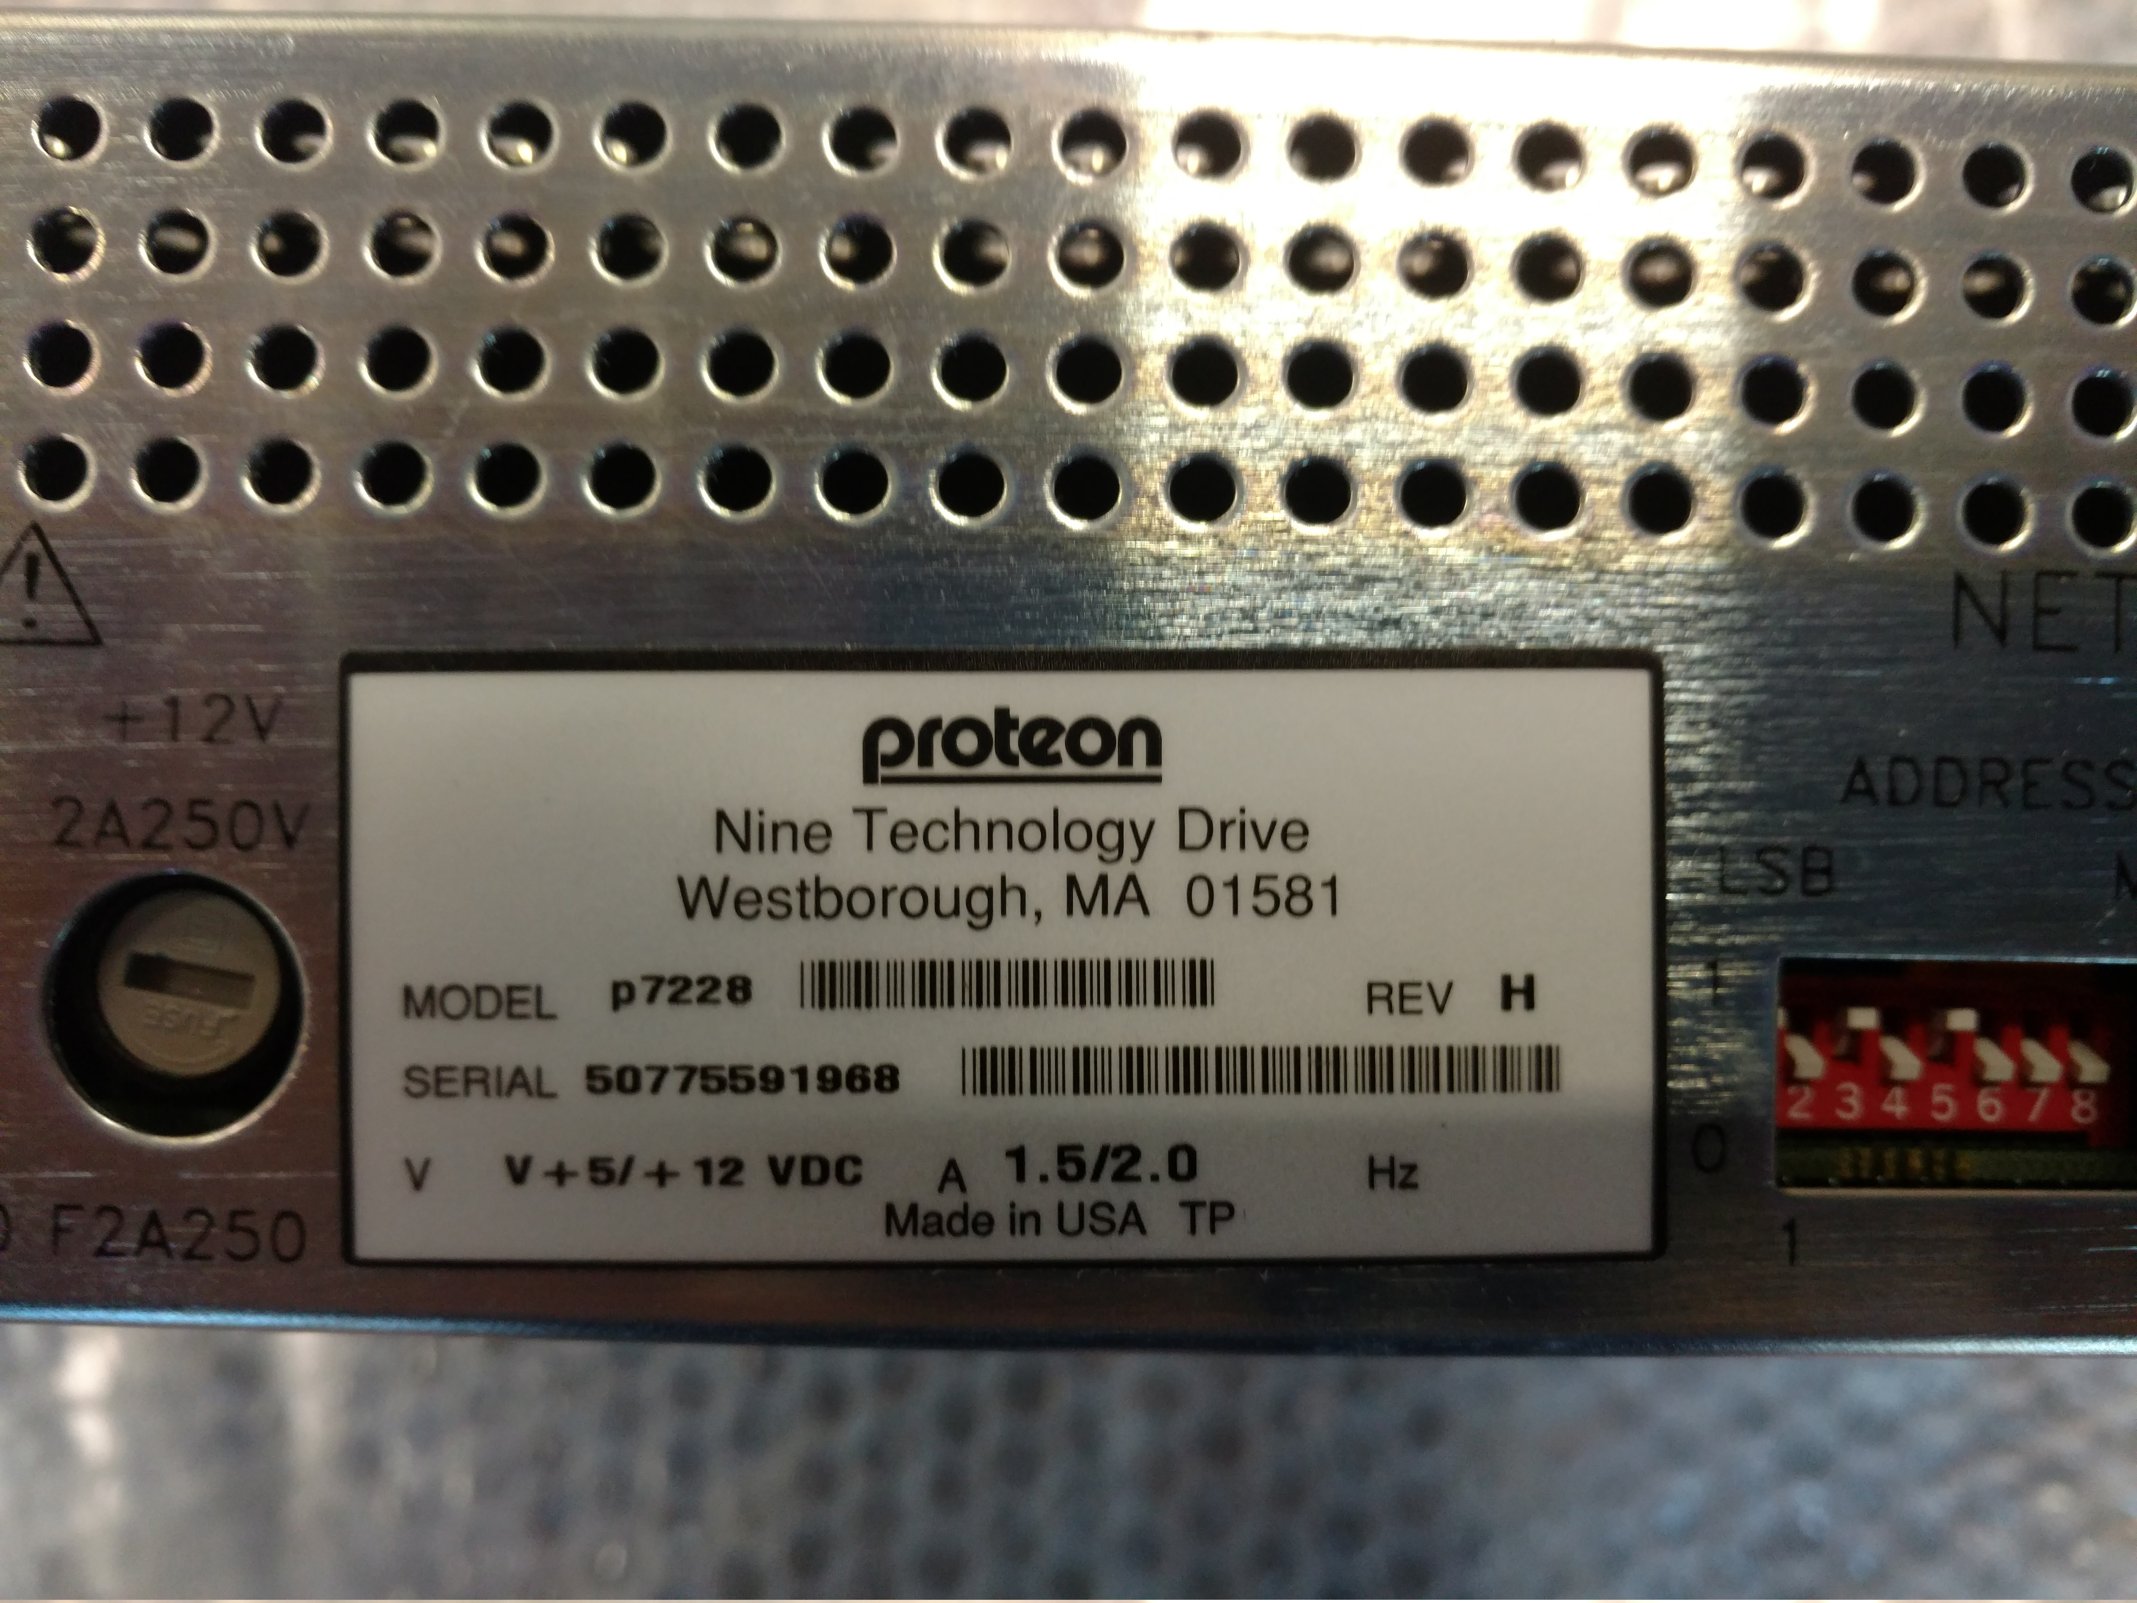 +12V
2A250V
F2A250
proteon
Nine Technology Drive
Westborough, MA 01581
MODEL p7228 REV H
SERIAL 50775591968
V V+5/+12 VDC A 1.5/2.0 Hz
Made in USA TP
NET
ADDRESS
LSB
1
2 3 4 5 6 7 8
0
1
FUSE